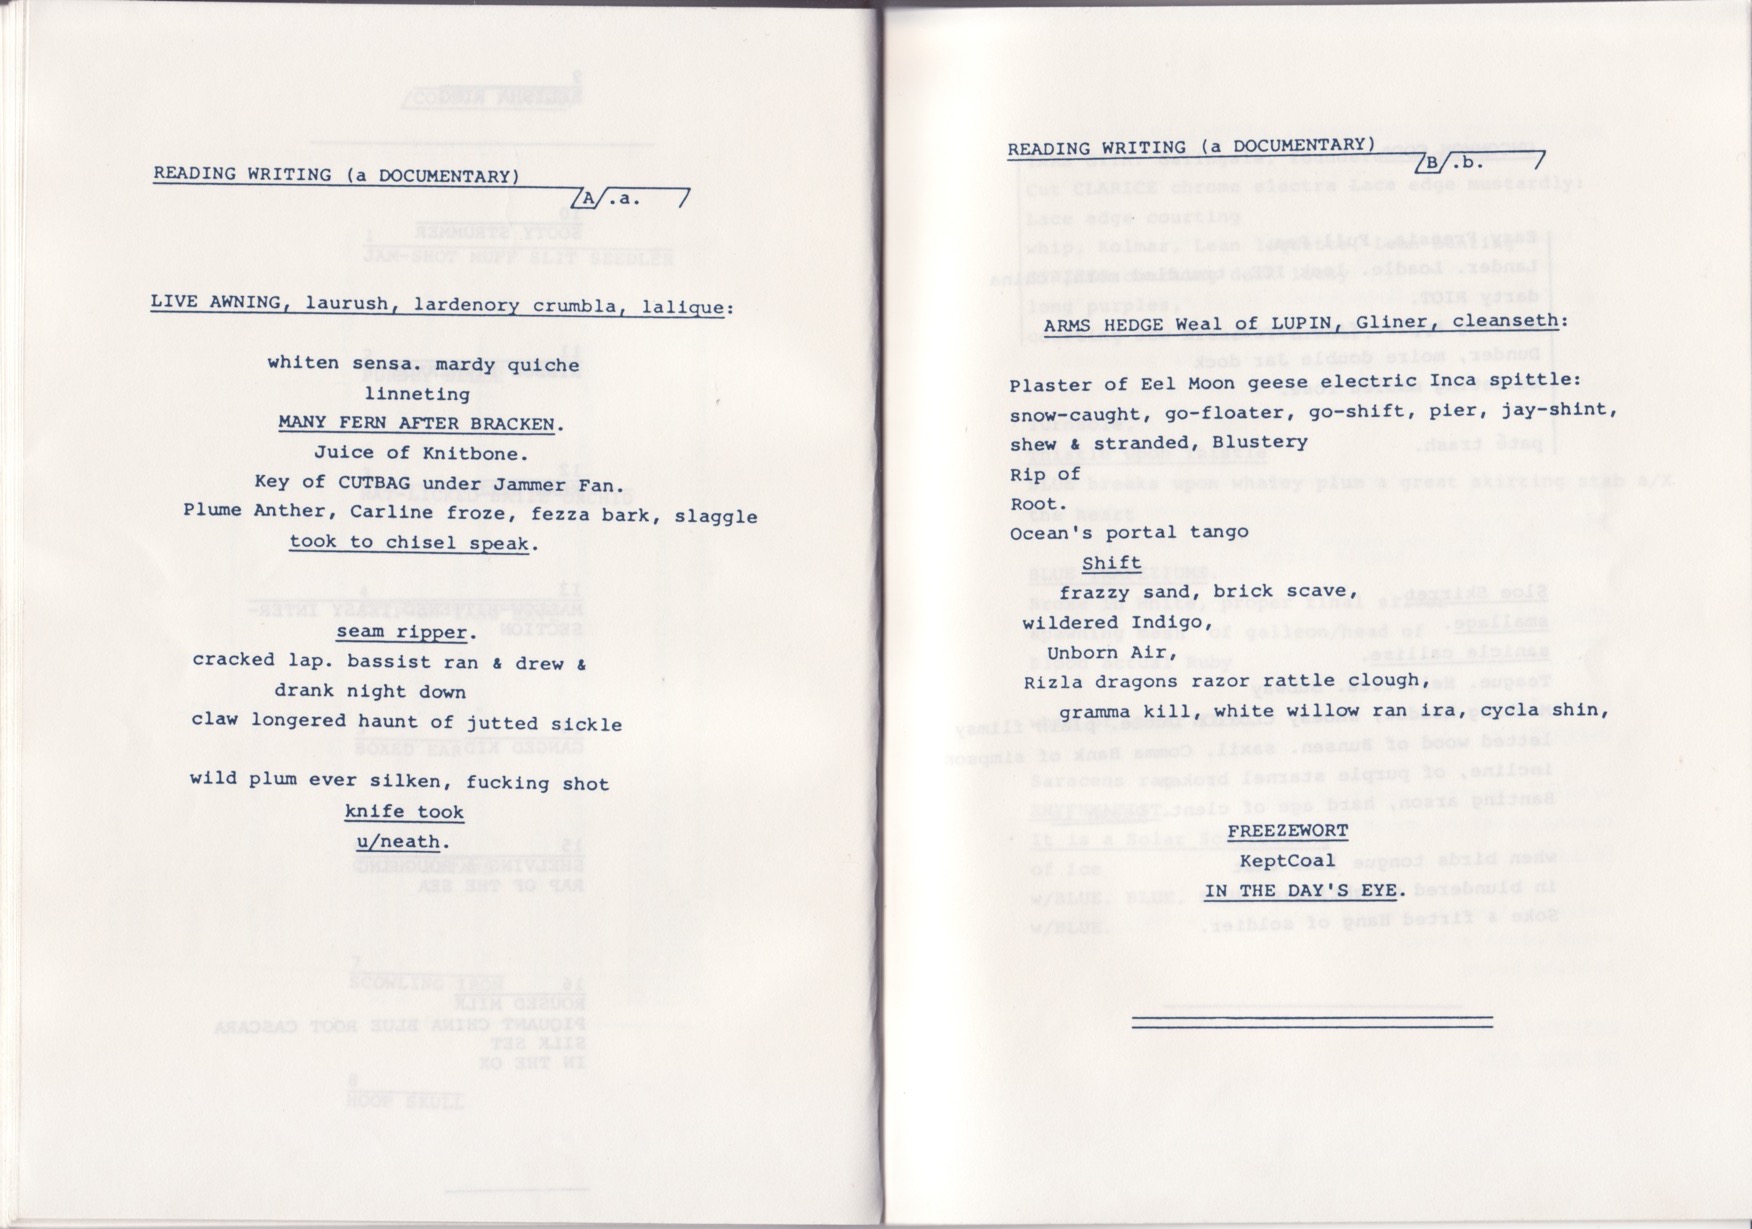 READING WRITING (a DOCUMENTARY)
A/.a.
LIVE AWNING, laurush, lardenory crumbla, lalique:
whiten sensa. mardy quiche
linneting
MANY FERN AFTER BRACKEN.
Juice of Knitbone.
Key of CUTBAG under Jammer Fan.
Plume Anther, Carline froze, fezza bark, slaggle
took to chisel speak.
seam ripper.
cracked lap. bassist ran & drew &
drank night down
claw longered haunt of jutted sickle
wild plum ever silken, fucking shot
knife took
u/neath.
READING WRITING (a DOCUMENTARY)
B/.b.
ARMS HEDGE Weal of LUPIN, Gliner, cleanseth:
Plaster of Eel Moon geese electric Inca spittle:
snow-caught, go-floater, go-shift, pier, jay-shint,
shew & stranded, Blustery
Rip of
Root.
Ocean's portal tango
Shift
frazzy sand, brick scave,
wildered Indigo,
Unborn Air,
Rizla dragons razor rattle clough,
gramma kill, white willow ran ira, cycla shin,
FREEZEWORT
KeptCoal
IN THE DAY'S EYE.